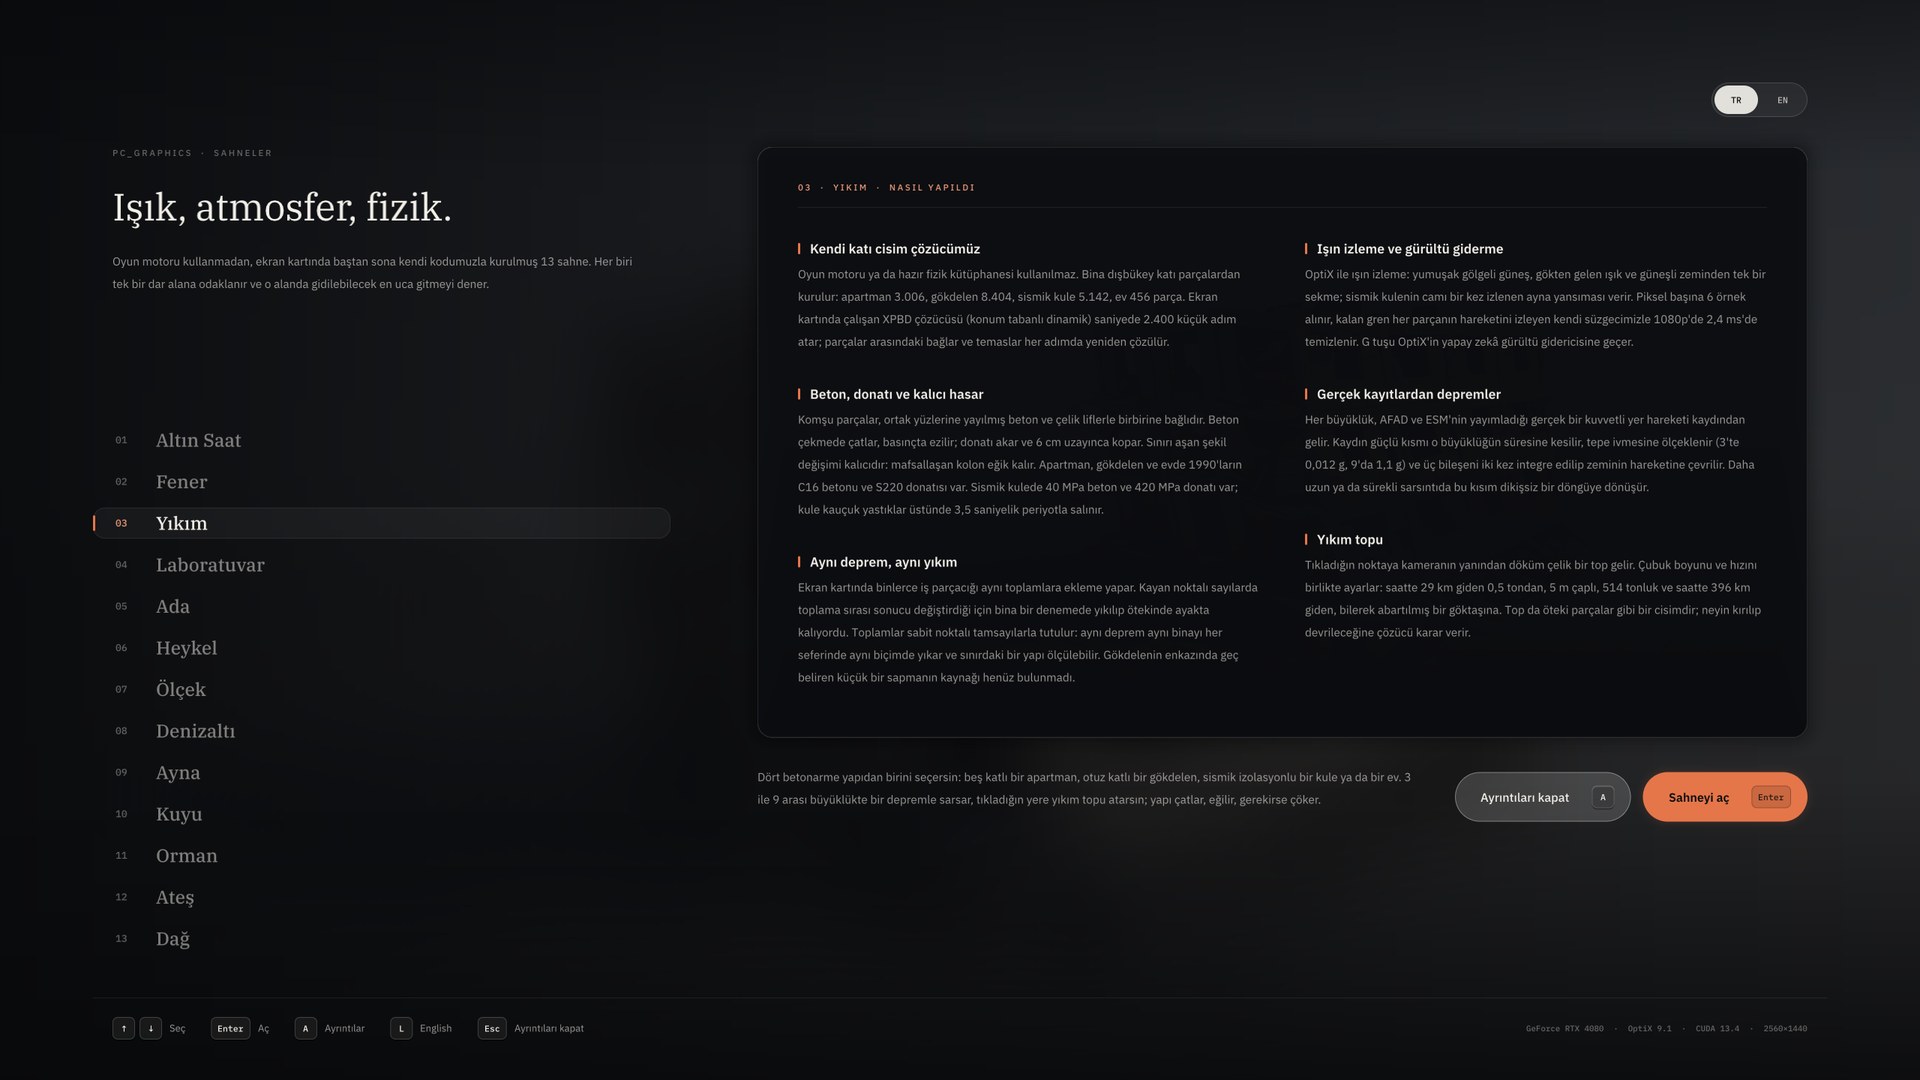 TR EN
PC_GRAPHICS · SAHNELER
Işık, atmosfer, fizik.
Oyun motoru kullanmadan, ekran kartında baştan sona kendi kodumuzla kurulmuş 13 sahne. Her biri
tek bir dar alana odaklanır ve o alanda gidilebilecek en uca gitmeyi dener.
01 Altın Saat
02 Fener
03 Yıkım
04 Laboratuvar
05 Ada
06 Heykel
07 Ölçek
08 Denizaltı
09 Ayna
10 Kuyu
11 Orman
12 Ateş
13 Dağ
03 · YIKIM · NASIL YAPILDI
Kendi katı cisim çözücümüz
Oyun motoru ya da hazır fizik kütüphanesi kullanılmaz. Bina dışbükey katı parçalardan
kurulur: apartman 3.006, gökdelen 8.404, sismik kule 5.142, ev 456 parça. Ekran
kartında çalışan XPBD çözücüsü (konum tabanlı dinamik) saniyede 2.400 küçük adım
atar; parçalar arasındaki bağlar ve temaslar her adımda yeniden çözülür.
Beton, donatı ve kalıcı hasar
Komşu parçalar, ortak yüzlerine yayılmış beton ve çelik liflerle birbirine bağlıdır. Beton
çekmede çatlar, basınçta ezilir; donatı akar ve 6 cm uzayınca kopar. Sınırı aşan şekil
değişimi kalıcıdır: mafsallaşan kolon eğik kalır. Apartman, gökdelen ve evde 1990'ların
C16 betonu ve S220 donatısı var. Sismik kulede 40 MPa beton ve 420 MPa donatı var;
kule kauçuk yastıklar üstünde 3,5 saniyelik periyotla salınır.
Aynı deprem, aynı yıkım
Ekran kartında binlerce iş parçacığı aynı toplamlara ekleme yapar. Kayan noktalı sayılarda
toplama sırası sonucu değiştirdiği için bina bir denemede yıkılıp ötekinde ayakta
kalıyordu. Toplamlar sabit noktalı tamsayılarla tutulur: aynı deprem aynı binayı her
seferinde aynı biçimde yıkar ve sınırdaki bir yapı ölçülebilir. Gökdelenin enkazında geç
beliren küçük bir sapmanın kaynağı henüz bulunmadı.
Işın izleme ve gürültü giderme
OptiX ile ışın izleme: yumuşak gölgeli güneş, gökten gelen ışık ve güneşli zeminden tek bir
sekme; sismik kulenin camı bir kez izlenen ayna yansıması verir. Piksel başına 6 örnek
alınır, kalan gren her parçanın hareketini izleyen kendi süzgecimizle 1080p'de 2,4 ms'de
temizlenir. G tuşu OptiX'in yapay zekâ gürültü gidericisine geçer.
Gerçek kayıtlardan depremler
Her büyüklük, AFAD ve ESM'nin yayımladığı gerçek bir kuvvetli yer hareketi kaydından
gelir. Kaydın güçlü kısmı o büyüklüğün süresine kesilir, tepe ivmesine ölçeklenir (3'te
0,012 g, 9'da 1,1 g) ve üç bileşeni iki kez integre edilip zeminin hareketine çevrilir. Daha
uzun ya da sürekli sarsıntıda bu kısım dikişsiz bir döngüye dönüşür.
Yıkım topu
Tıkladığın noktaya kameranın yanından döküm çelik bir top gelir. Çubuk boyunu ve hızını
birlikte ayarlar: saatte 29 km giden 0,5 tondan, 5 m çaplı, 514 tonluk ve saatte 396 km
giden, bilerek abartılmış bir göktaşına. Top da öteki parçalar gibi bir cisimdir; neyin kırılıp
devrileceğine çözücü karar verir.
Dört betonarme yapıdan birini seçersin: beş katlı bir apartman, otuz katlı bir gökdelen, sismik izolasyonlu bir kule ya da bir ev. 3
ile 9 arası büyüklükte bir depremle sarsar, tıkladığın yere yıkım topu atarsın; yapı çatlar, eğilir, gerekirse çöker.
Ayrıntıları kapat A
Sahneyi aç Enter
↑ ↓ Seç Enter Aç A Ayrıntılar L English Esc Ayrıntıları kapat
GeForce RTX 4080 · OptiX 9.1 · CUDA 13.4 · 2560×1440